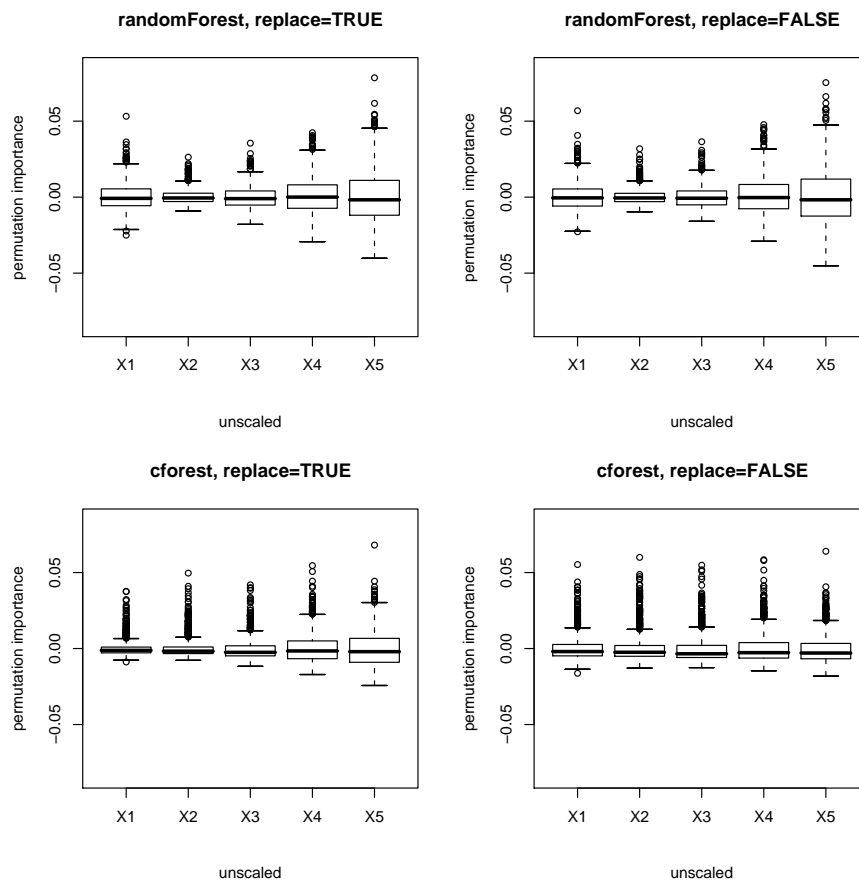 randomForest, replace=TRUE
permutation importance
0.05
0.00
−0.05
X1 X2 X3 X4 X5
unscaled
randomForest, replace=FALSE
permutation importance
0.05
0.00
−0.05
X1 X2 X3 X4 X5
unscaled
cforest, replace=TRUE
permutation importance
0.05
0.00
−0.05
X1 X2 X3 X4 X5
unscaled
cforest, replace=FALSE
permutation importance
0.05
0.00
−0.05
X1 X2 X3 X4 X5
unscaled